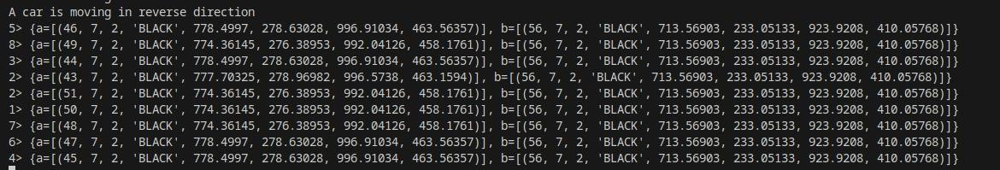 A car is moving in reverse direction
5> {a=[(46, 7, 2, 'BLACK', 778.4997, 278.63028, 996.91034, 463.56357)], b=[(56, 7, 2, 'BLACK', 713.56903, 233.05133, 923.9208, 410.05768)]}
8> {a=[(49, 7, 2, 'BLACK', 774.36145, 276.38953, 992.04126, 458.1761)], b=[(56, 7, 2, 'BLACK', 713.56903, 233.05133, 923.9208, 410.05768)]}
3> {a=[(44, 7, 2, 'BLACK', 778.4997, 278.63028, 996.91034, 463.56357)], b=[(56, 7, 2, 'BLACK', 713.56903, 233.05133, 923.9208, 410.05768)]}
2> {a=[(43, 7, 2, 'BLACK', 777.70325, 278.96982, 996.5738, 463.1594)], b=[(56, 7, 2, 'BLACK', 713.56903, 233.05133, 923.9208, 410.05768)]}
2> {a=[(51, 7, 2, 'BLACK', 774.36145, 276.38953, 992.04126, 458.1761)], b=[(56, 7, 2, 'BLACK', 713.56903, 233.05133, 923.9208, 410.05768)]}
1> {a=[(50, 7, 2, 'BLACK', 774.36145, 276.38953, 992.04126, 458.1761)], b=[(56, 7, 2, 'BLACK', 713.56903, 233.05133, 923.9208, 410.05768)]}
7> {a=[(48, 7, 2, 'BLACK', 774.36145, 276.38953, 992.04126, 458.1761)], b=[(56, 7, 2, 'BLACK', 713.56903, 233.05133, 923.9208, 410.05768)]}
6> {a=[(47, 7, 2, 'BLACK', 778.4997, 278.63028, 996.91034, 463.56357)], b=[(56, 7, 2, 'BLACK', 713.56903, 233.05133, 923.9208, 410.05768)]}
4> {a=[(45, 7, 2, 'BLACK', 778.4997, 278.63028, 996.91034, 463.56357)], b=[(56, 7, 2, 'BLACK', 713.56903, 233.05133, 923.9208, 410.05768)]}